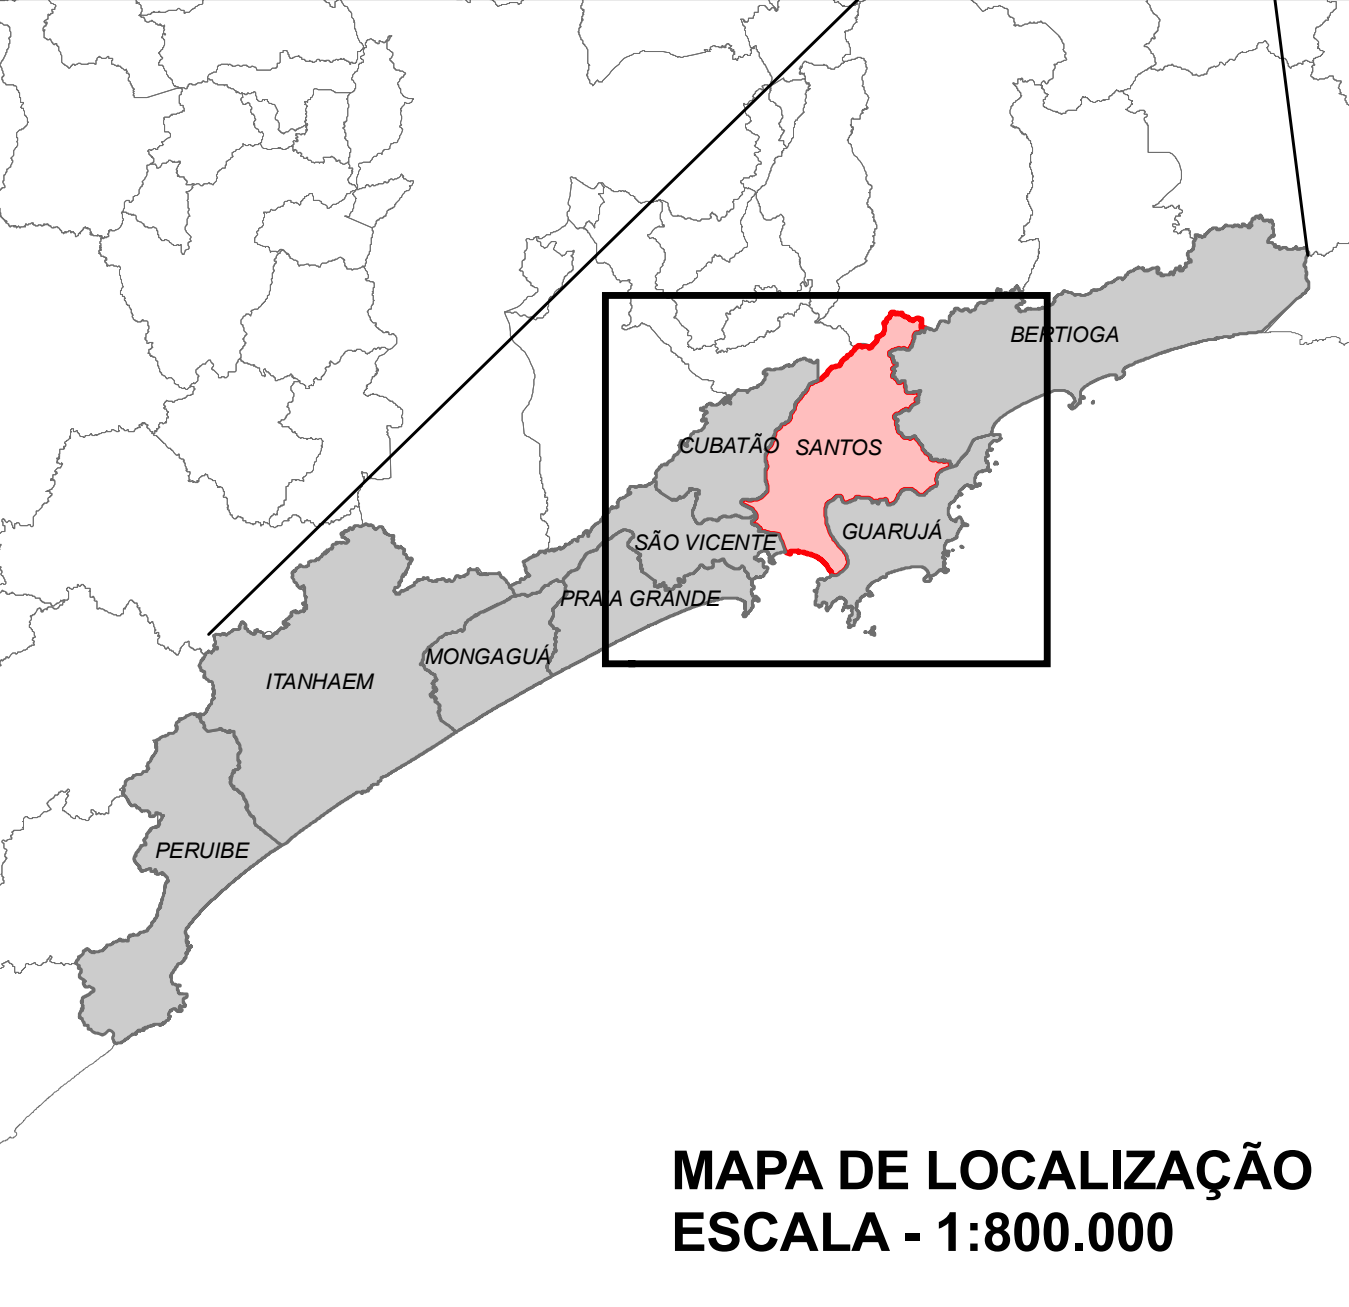 BERTIOGA
CUBATÃO
SANTOS
GUARUJÁ
SÃO VICENTE
PRAIA GRANDE
MONGAGUÁ
ITANHAEM
PERUIBE
MAPA DE LOCALIZAÇÃO
ESCALA - 1:800.000